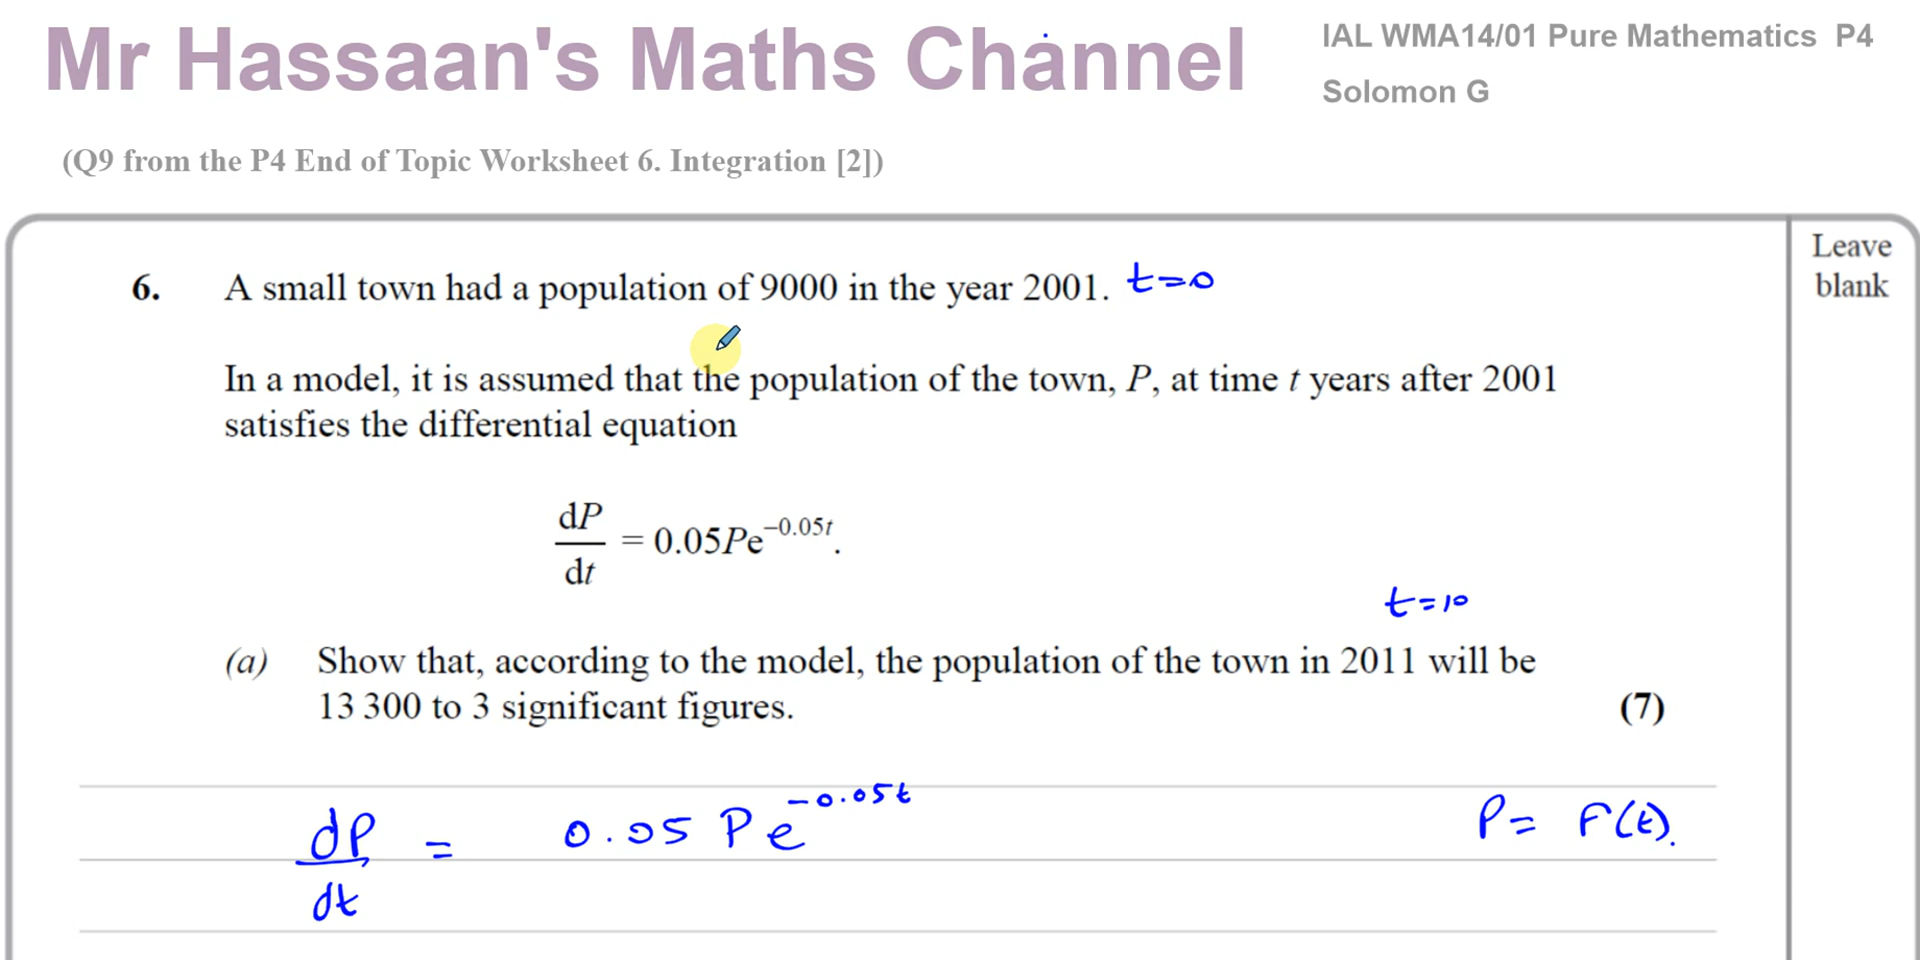 Mr Hassaan's Maths Channel
IAL WMA14/01 Pure Mathematics P4
Solomon G
(Q9 from the P4 End of Topic Worksheet 6. Integration [2])
Leave
blank
6. A small town had a population of 9000 in the year 2001. t=0
In a model, it is assumed that the population of the town, P, at time t years after 2001
satisfies the differential equation
dP/dt = 0.05Pe^−0.05t.
t=10
(a) Show that, according to the model, the population of the town in 2011 will be
13 300 to 3 significant figures. (7)
dP/dt = 0.05 Pe^-0.05t P= F(t).